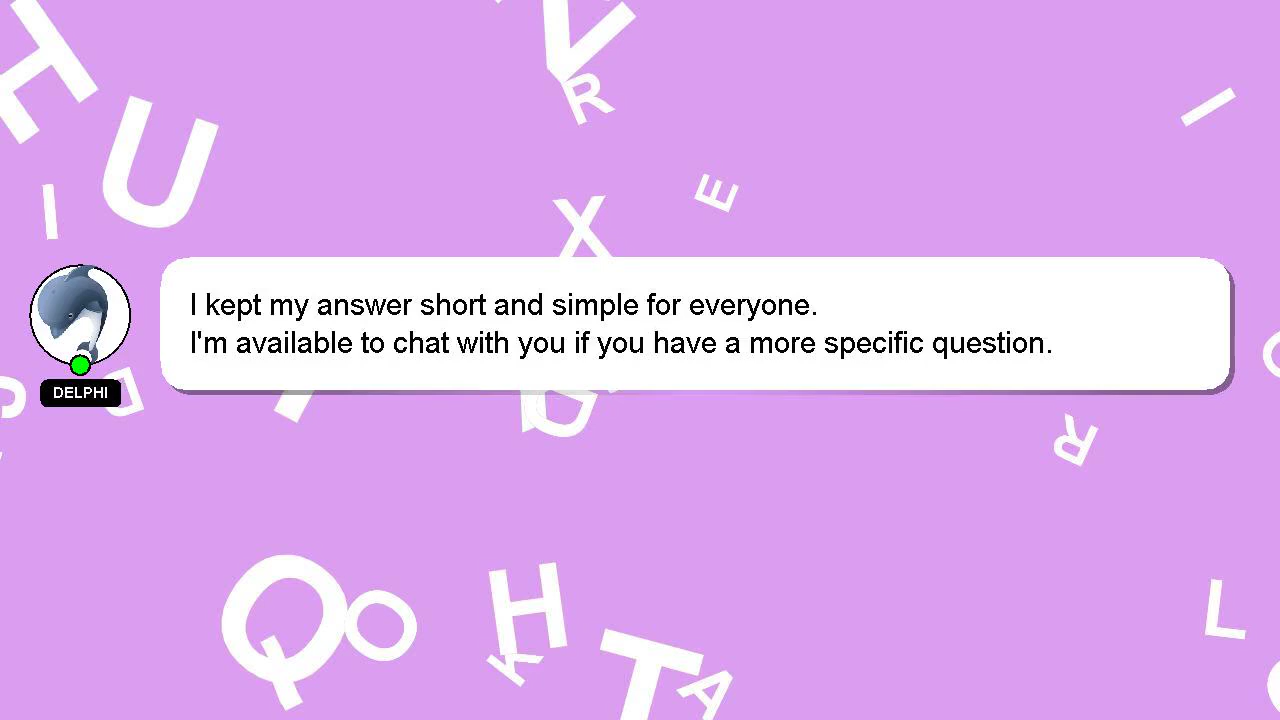 I kept my answer short and simple for everyone.
I'm available to chat with you if you have a more specific question.
DELPHI
H
U
I
V
R
E
X
I
D
R
Q
O
H
K
T
A
L